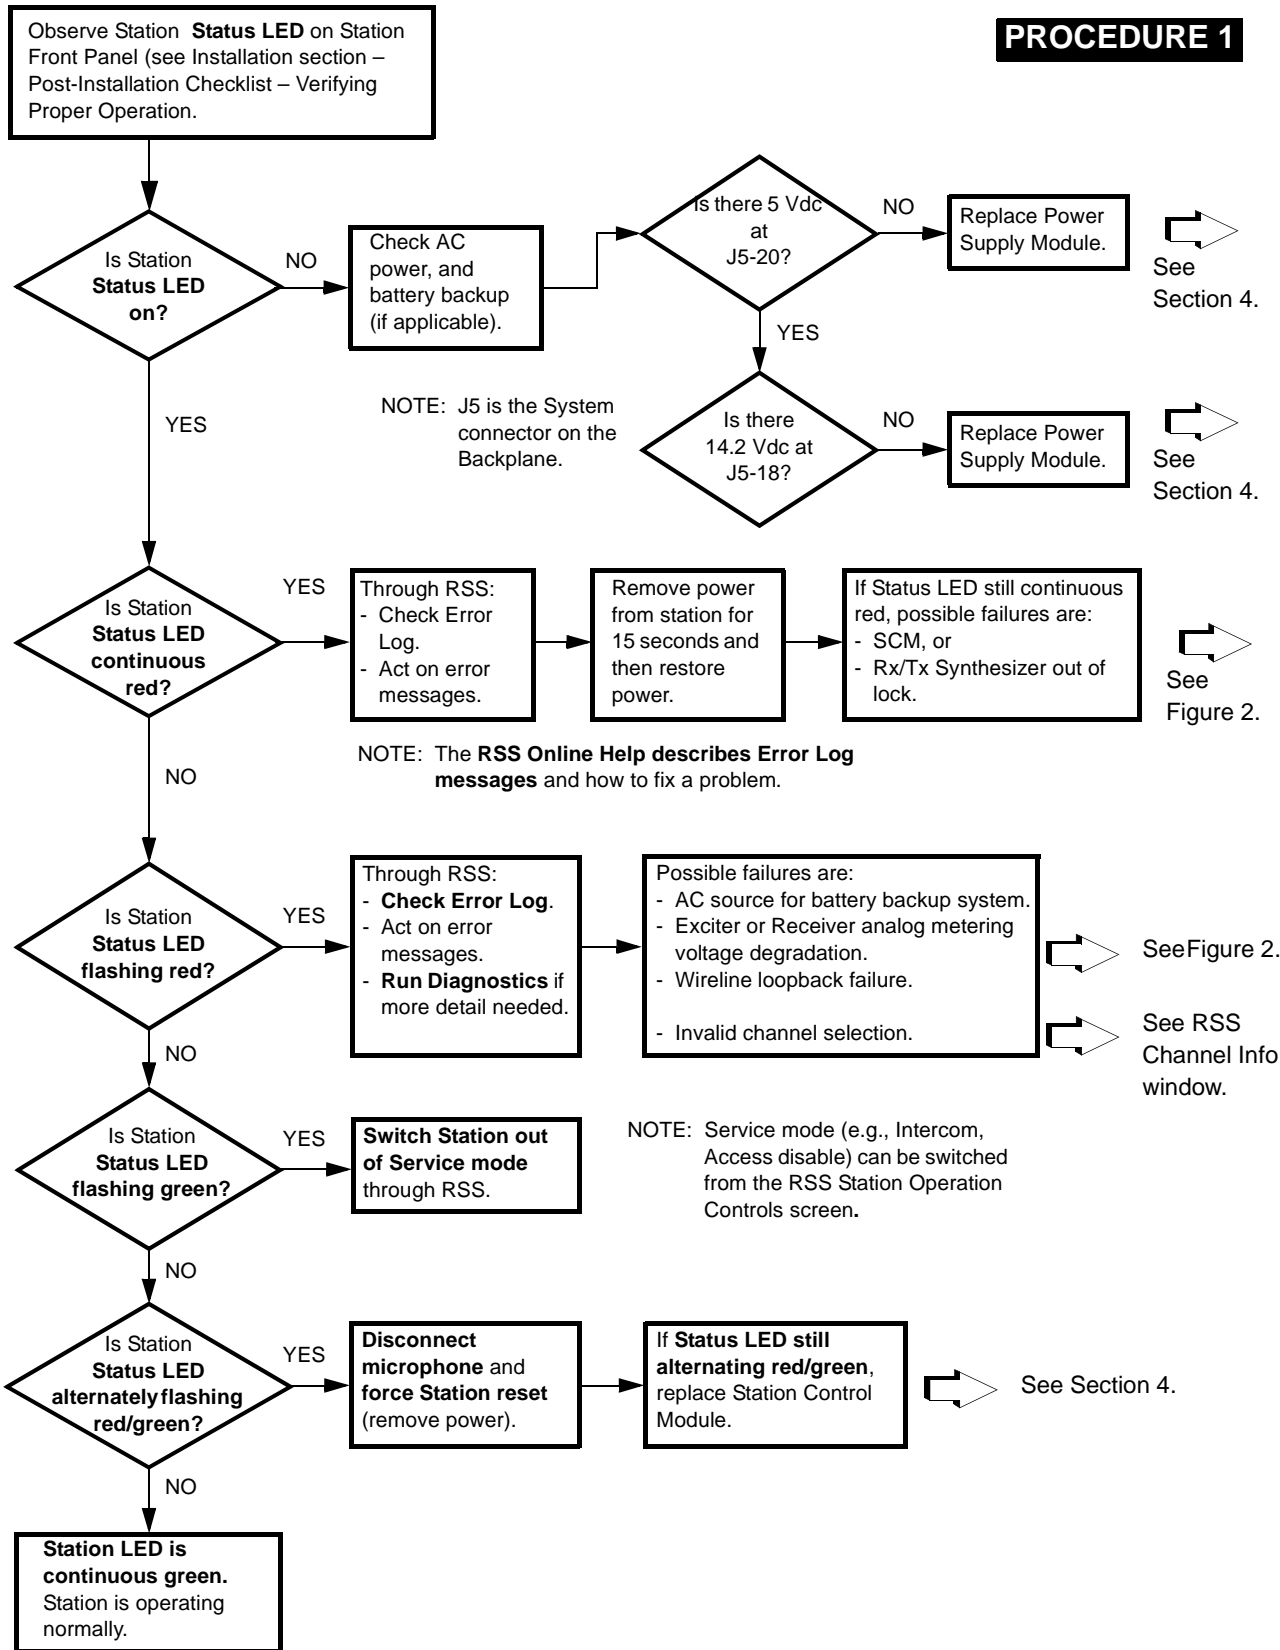 PROCEDURE 1
Observe Station Status LED on Station
Front Panel (see Installation section –
Post-Installation Checklist – Verifying
Proper Operation.
Is Station
Status LED
on?
NO
Check AC
power, and
battery backup
(if applicable).
Is there 5 Vdc
at
J5-20?
NO
Replace Power
Supply Module.
See
Section 4.
YES
YES
NOTE: J5 is the System
connector on the
Backplane.
Is there
14.2 Vdc at
J5-18?
NO
Replace Power
Supply Module.
See
Section 4.
Is Station
Status LED
continuous
red?
YES
Through RSS:
- Check Error
Log.
- Act on error
messages.
Remove power
from station for
15 seconds and
then restore
power.
If Status LED still continuous
red, possible failures are:
- SCM, or
- Rx/Tx Synthesizer out of
lock.
See
Figure 2.
NO
NOTE: The RSS Online Help describes Error Log
messages and how to fix a problem.
Is Station
Status LED
flashing red?
YES
Through RSS:
- Check Error Log.
- Act on error
messages.
- Run Diagnostics if
more detail needed.
Possible failures are:
- AC source for battery backup system.
- Exciter or Receiver analog metering
voltage degradation.
- Wireline loopback failure.
- Invalid channel selection.
SeeFigure 2.
See RSS
Channel Info
window.
NO
Is Station
Status LED
flashing green?
YES
Switch Station out
of Service mode
through RSS.
NOTE: Service mode (e.g., Intercom,
Access disable) can be switched
from the RSS Station Operation
Controls screen.
NO
Is Station
Status LED
alternately flashing
red/green?
YES
Disconnect
microphone and
force Station reset
(remove power).
If Status LED still
alternating red/green,
replace Station Control
Module.
See Section 4.
NO
Station LED is
continuous green.
Station is operating
normally.